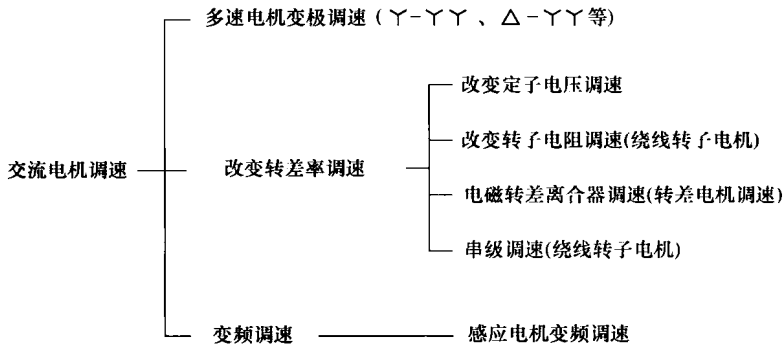 多速电机变极调速(Y-YY、△-YY等)
改变定子电压调速
改变转子电阻调速(绕线转子电机)
交流电机调速
改变转差率调速
电磁转差离合器调速(转差电机调速)
串级调速(绕线转子电机)
变频调速
感应电机变频调速